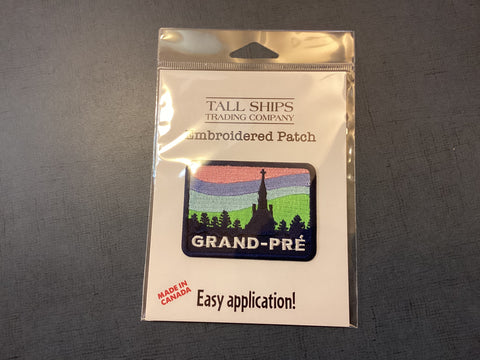 TALL SHIPS
TRADING COMPANY
Embroidered Patch
GRAND-PRÉ
MADE IN
CANADA
Easy application!